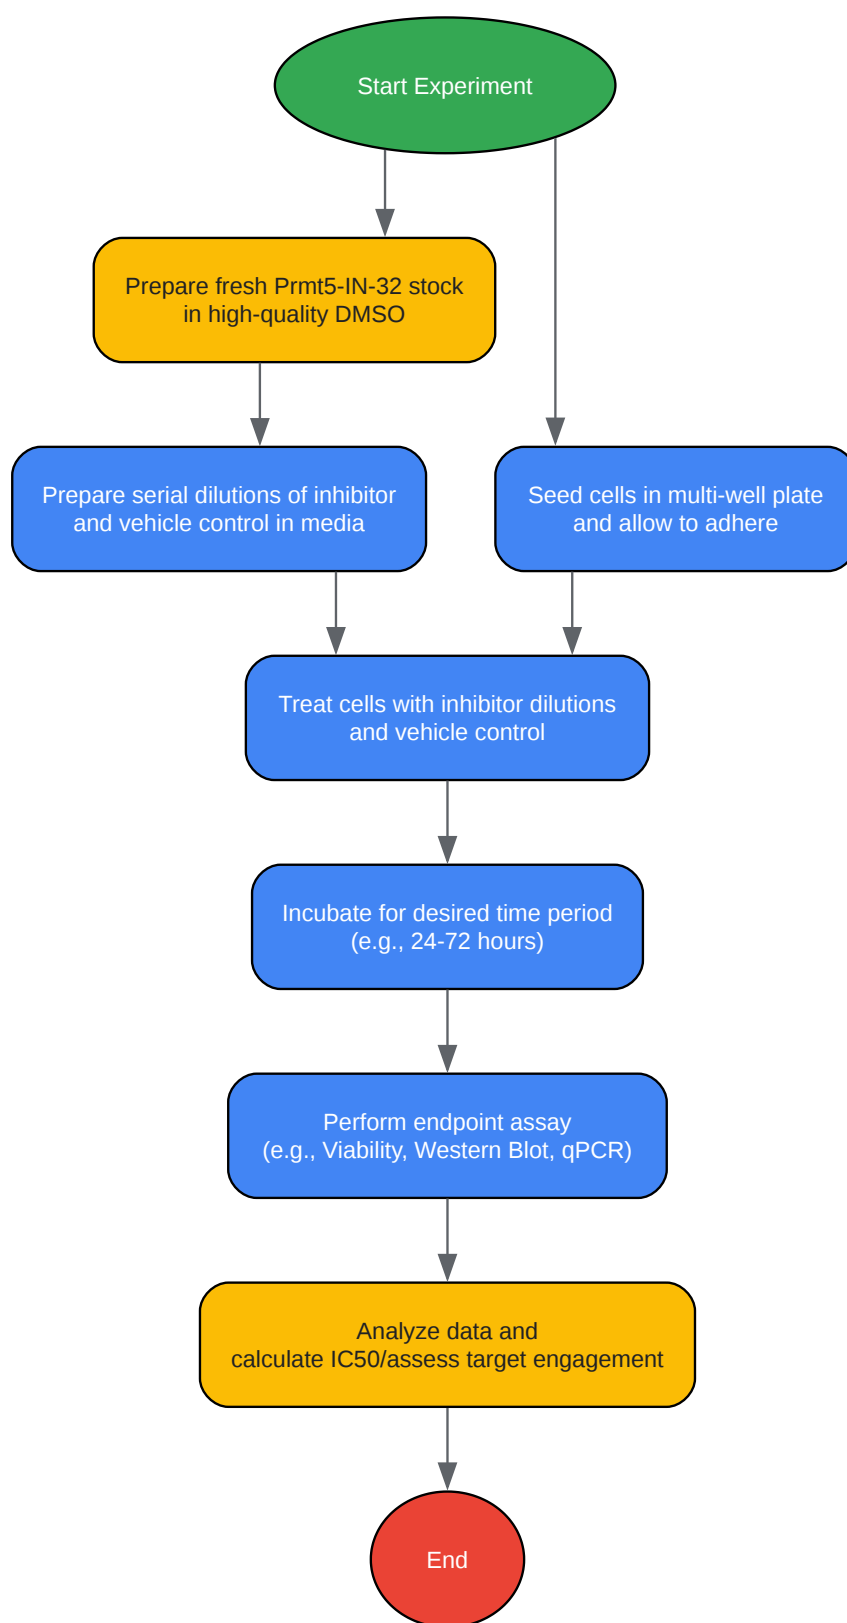 Start Experiment
Prepare fresh Prmt5-IN-32 stock
in high-quality DMSO
Prepare serial dilutions of inhibitor
and vehicle control in media
Seed cells in multi-well plate
and allow to adhere
Treat cells with inhibitor dilutions
and vehicle control
Incubate for desired time period
(e.g., 24-72 hours)
Perform endpoint assay
(e.g., Viability, Western Blot, qPCR)
Analyze data and
calculate IC50/assess target engagement
End